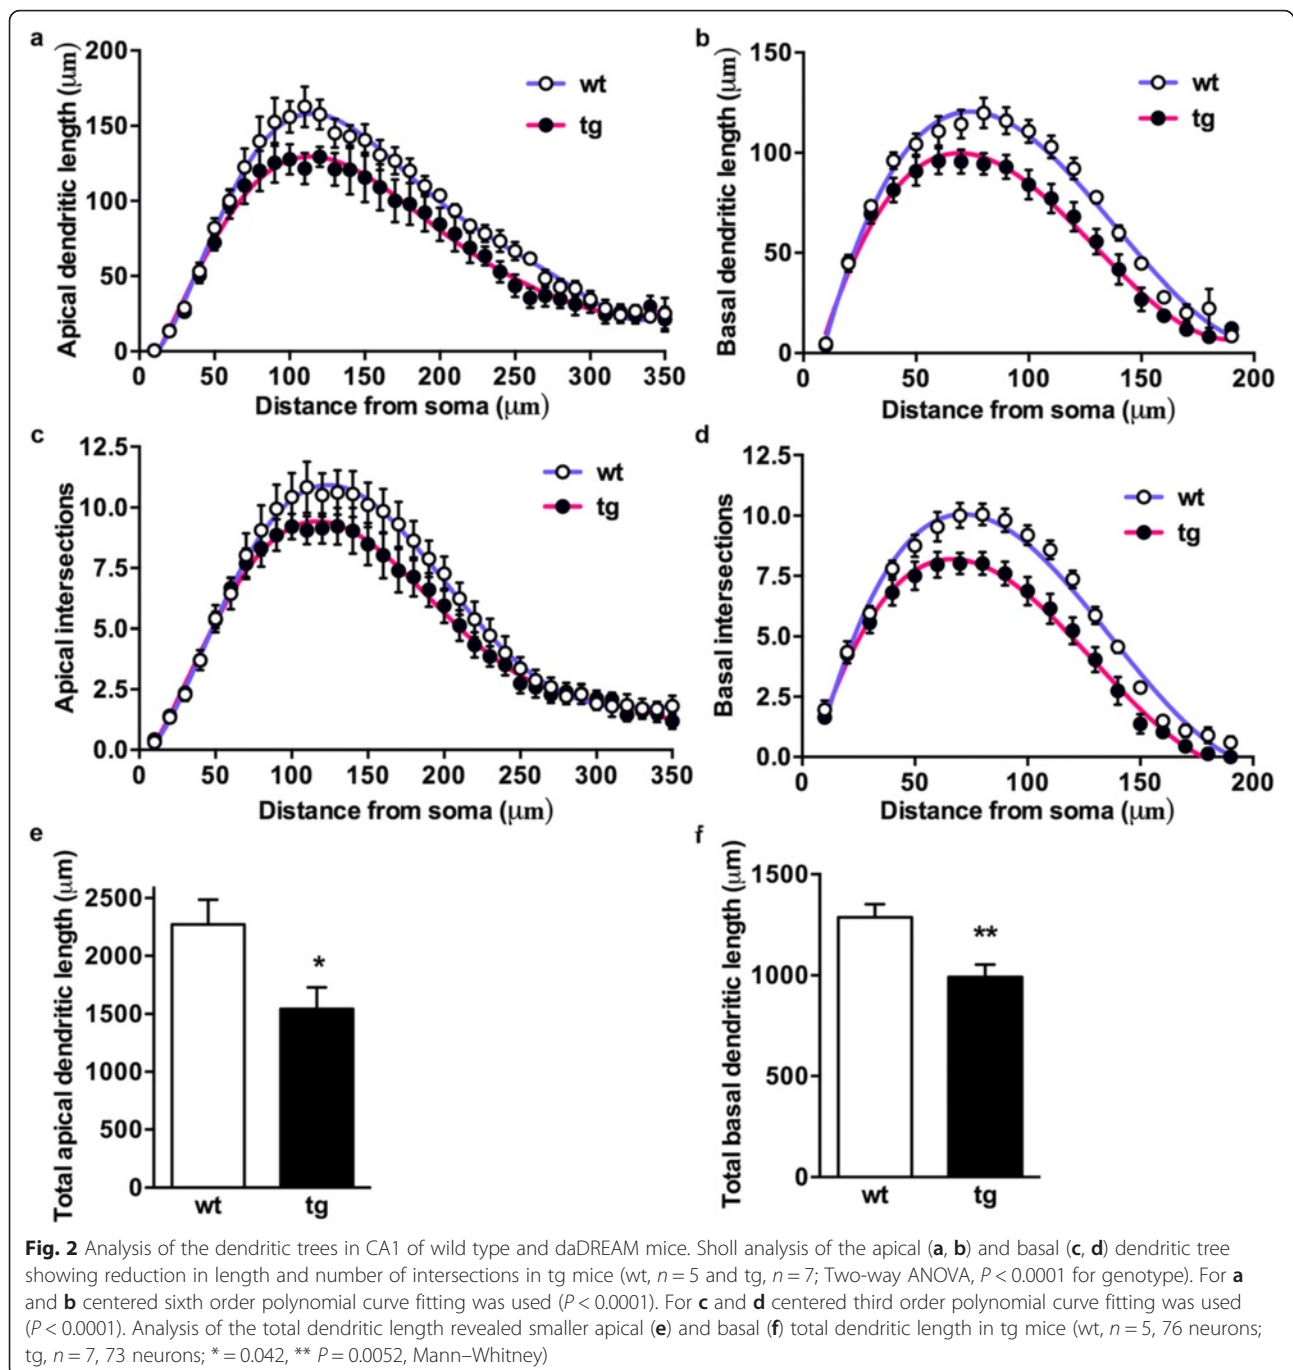 a
Apical dendritic length (μm)
200
150
100
50
0
wt
tg
0 50 100 150 200 250 300 350
Distance from soma (μm)
b
Basal dendritic length (μm)
150
100
50
0
wt
tg
0 50 100 150 200
Distance from soma (μm)
c
Apical intersections
12.5
10.0
7.5
5.0
2.5
0.0
wt
tg
0 50 100 150 200 250 300 350
Distance from soma (μm)
d
Basal intersections
12.5
10.0
7.5
5.0
2.5
0.0
wt
tg
0 50 100 150 200
Distance from soma (μm)
e
Total apical dendritic length (μm)
2500
2000
1500
1000
500
0
*
wt tg
f
Total basal dendritic length (μm)
1500
1000
500
0
**
wt tg
Fig. 2 Analysis of the dendritic trees in CA1 of wild type and daDREAM mice. Sholl analysis of the apical (a, b) and basal (c, d) dendritic tree
showing reduction in length and number of intersections in tg mice (wt, n = 5 and tg, n = 7; Two-way ANOVA, P < 0.0001 for genotype). For a
and b centered sixth order polynomial curve fitting was used (P < 0.0001). For c and d centered third order polynomial curve fitting was used
(P < 0.0001). Analysis of the total dendritic length revealed smaller apical (e) and basal (f) total dendritic length in tg mice (wt, n = 5, 76 neurons;
tg, n = 7, 73 neurons; * = 0.042, ** P = 0.0052, Mann–Whitney)